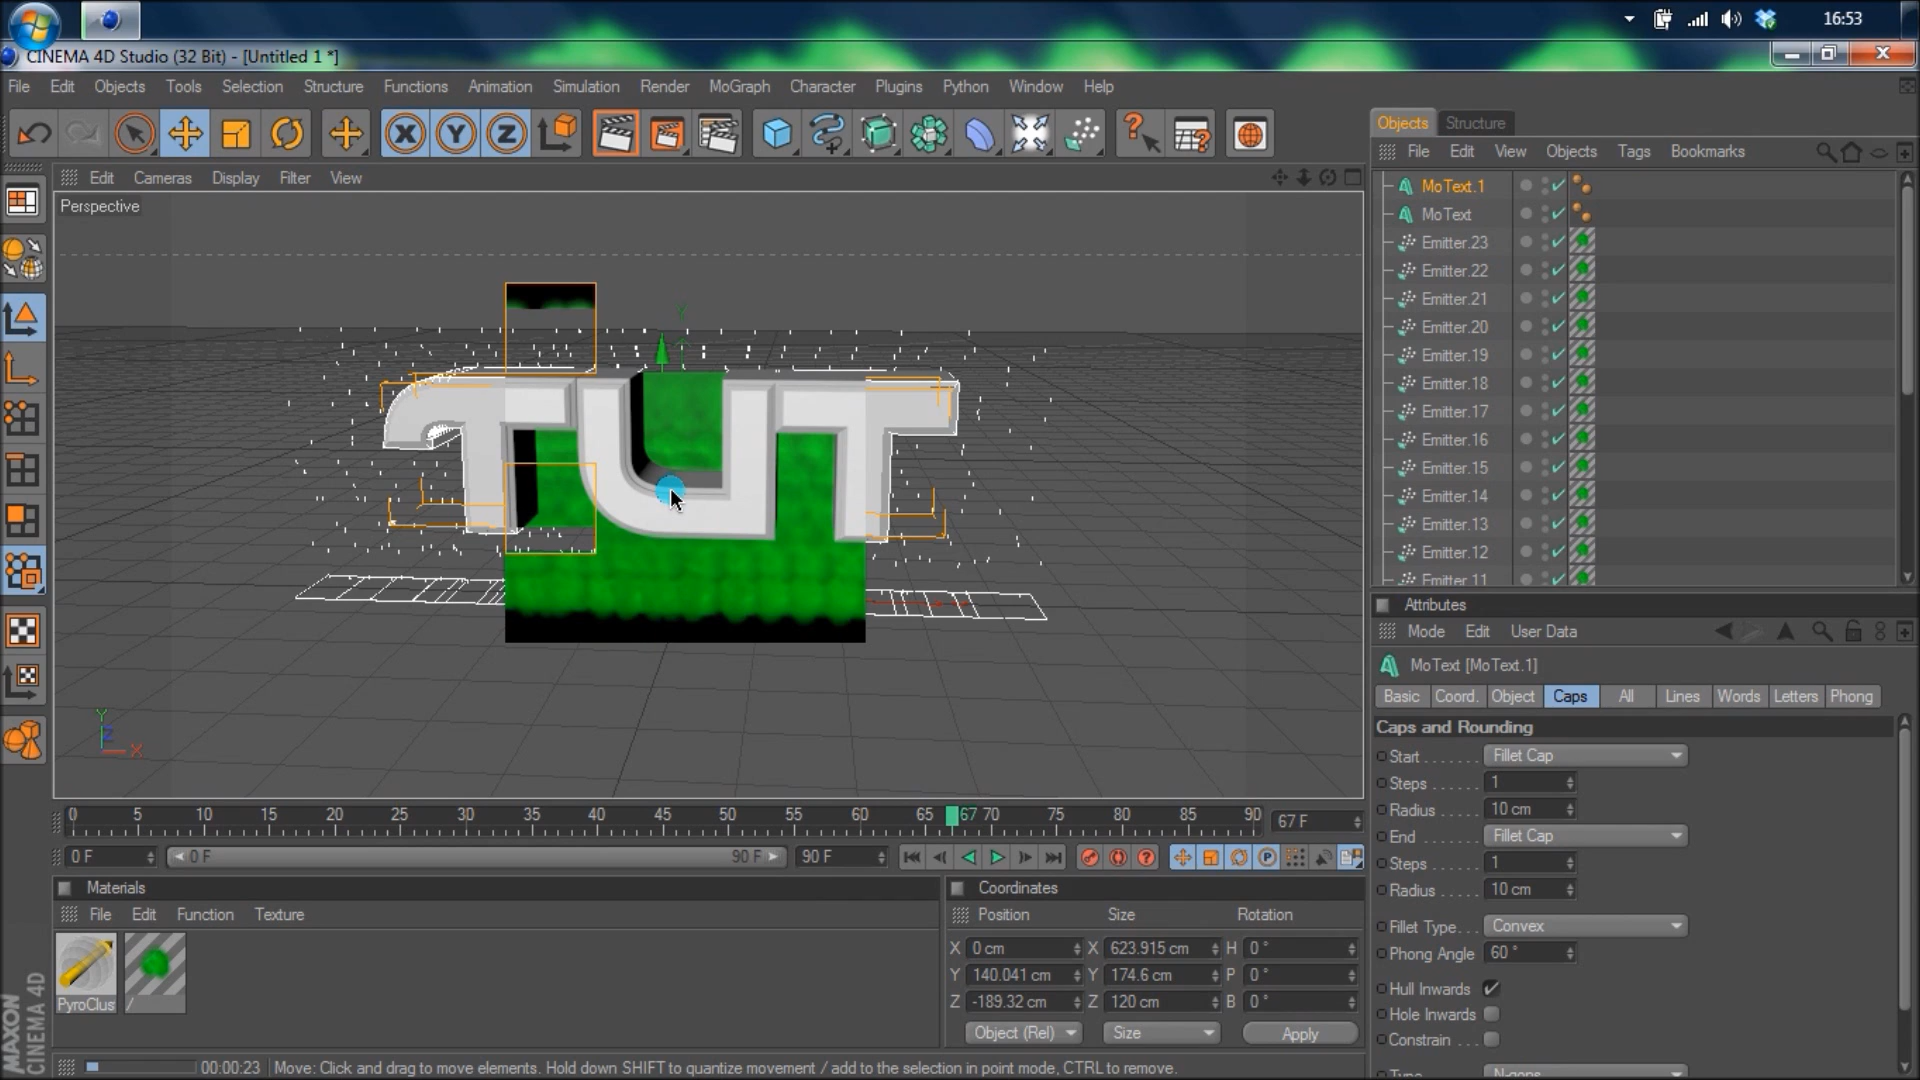 16:53
CINEMA 4D Studio (32 Bit) - [Untitled 1 *]
File Edit Objects Tools Selection Structure Functions Animation Simulation Render MoGraph Character Plugins Python Window Help
Objects Structure
File Edit View Objects Tags Bookmarks
Edit Cameras Display Filter View
Perspective
MoText.1
MoText
Emitter.23
Emitter.22
Emitter.21
Emitter.20
Emitter.19
Emitter.18
Emitter.17
Emitter.16
Emitter.15
Emitter.14
Emitter.13
Emitter.12
Emitter.11
TUT
Y
Y
Z
X
Attributes
Mode Edit User Data
MoText [MoText.1]
Basic Coord. Object Caps All Lines Words Letters Phong
Caps and Rounding
Start . . . . . . . Fillet Cap
Steps . . . . . . 1
Radius . . . . . 10 cm
End . . . . . . . . Fillet Cap
Steps . . . . . . 1
Radius . . . . . 10 cm
Fillet Type. . . Convex
Phong Angle 60 °
Hull Inwards
Hole Inwards
Constrain . . .
Type N-gons
0 5 10 15 20 25 30 35 40 45 50 55 60 65 67 70 75 80 85 90 67 F
0 F 0 F 90 F 90 F
P
Materials
File Edit Function Texture
PyroClus
/
Coordinates
Position Size Rotation
X 0 cm X 623.915 cm H 0 °
Y 140.041 cm Y 174.6 cm P 0 °
Z -189.32 cm Z 120 cm B 0 °
Object (Rel) Size Apply
MAXON
CINEMA 4D
00:00:23 Move: Click and drag to move elements. Hold down SHIFT to quantize movement / add to the selection in point mode, CTRL to remove.